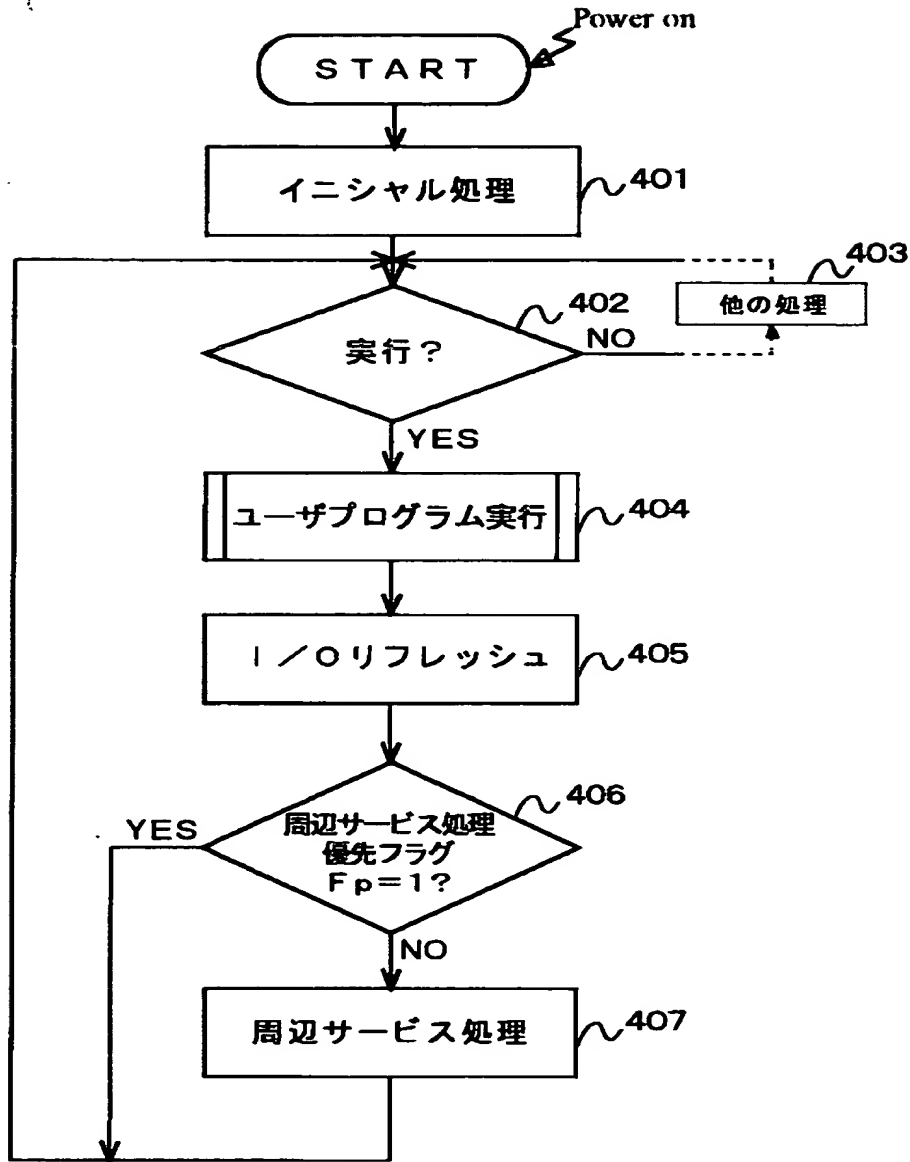 Power on
START
イニシャル処理
401
403
他の処理
402
実行?
NO
YES
ユーザプログラム実行
404
I/Oリフレッシュ
405
406
YES
周辺サービス処理
優先フラグ
Fp=1?
NO
周辺サービス処理
407